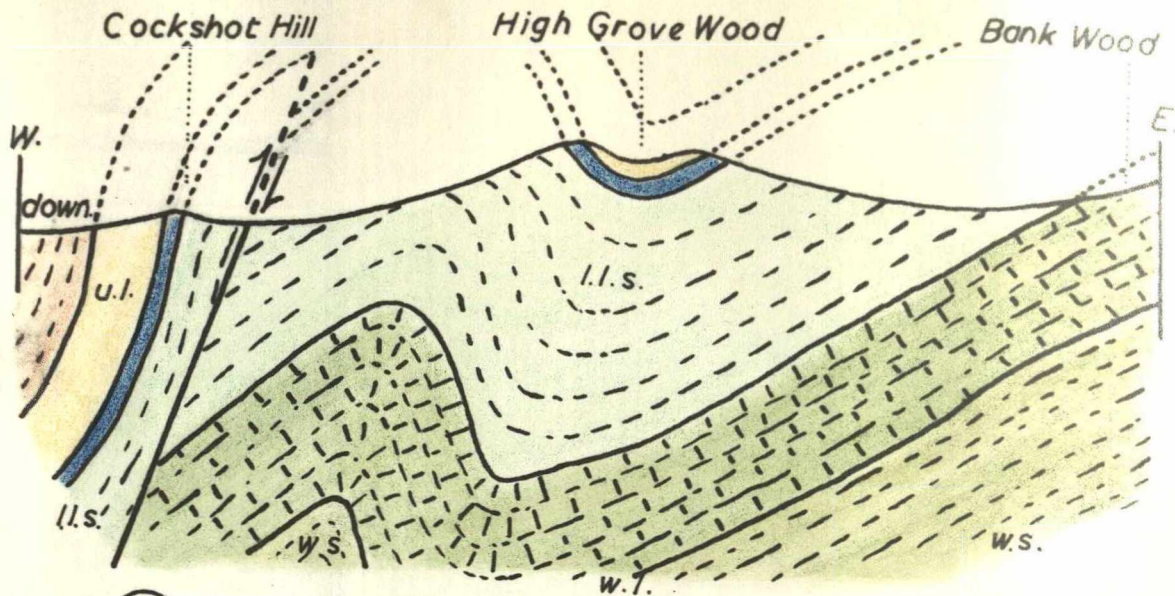 Cockshot Hill
High Grove Wood
Bank Wood
W.
E
down.
u.l.
l.l.s.
l.l.s.
w.s.
w.s.
w.l.